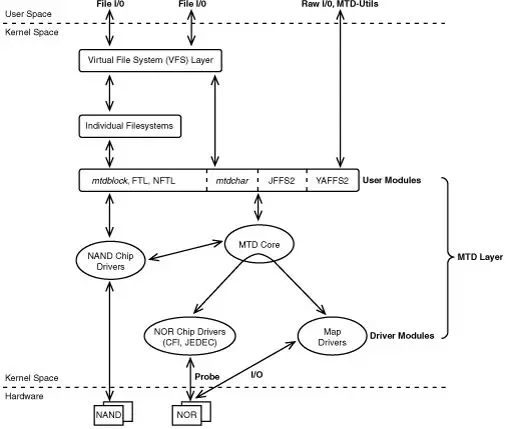 File I/0
File I/0
Raw I/0, MTD-Utils
User Space
Kernel Space
Virtual File System (VFS) Layer
Individual Filesystems
mtdblock, FTL, NFTL
mtdchar
JFFS2
YAFFS2
User Modules
NAND Chip
Drivers
MTD Core
MTD Layer
NOR Chip Drivers
(CFI, JEDEC)
Map
Drivers
Driver Modules
Kernel Space
Probe
I/O
Hardware
NAND
NOR